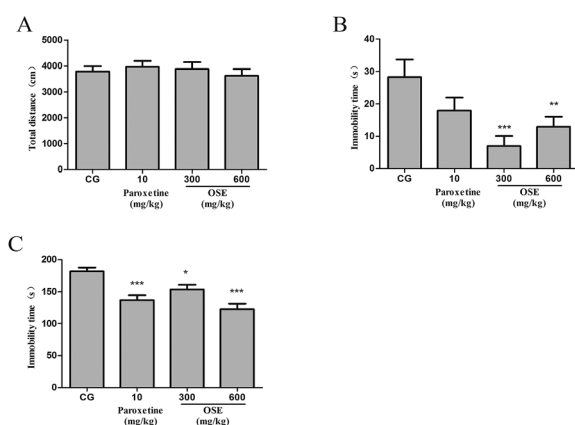 A
Total distance（cm）
5000
4000
3000
2000
1000
0
CG
10
300
600
Paroxetine
OSE
(mg/kg)
(mg/kg)
B
Immobility time（s）
40
30
20
10
0
***
**
CG
10
300
600
Paroxetine
OSE
(mg/kg)
(mg/kg)
C
Immobility time（s）
200
150
100
50
0
***
*
***
CG
10
300
600
Paroxetine
OSE
(mg/kg)
(mg/kg)